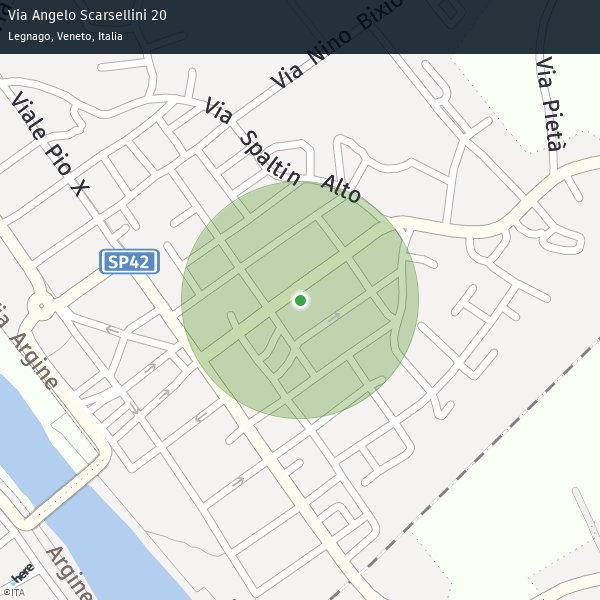 Via Angelo Scarsellini 20
Legnago, Veneto, Italia
Via Nino Bixio
Via Pietà
Viale Pio X
Via Spaltin Alto
SP42
Via Argine
Argine
here
©ITA